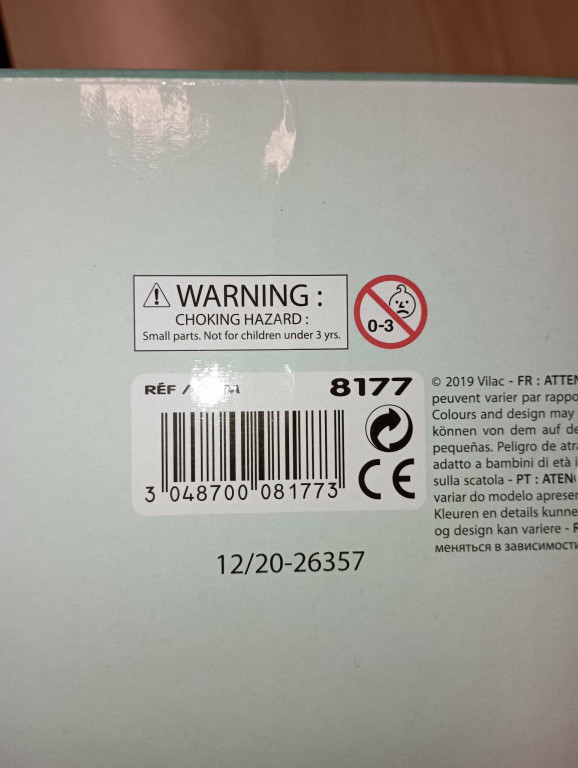 WARNING :
CHOKING HAZARD :
Small parts. Not for children under 3 yrs.
0-3
RÉF
8177
3 048700 081773
CE
12/20-26357
© 2019 Vilac - FR : ATTEN
peuvent varier par rappo
Colours and design may
können von dem auf de
pequeñas. Peligro de atra
adatto a bambini di età i
sulla scatola - PT : ATEN
variar do modelo aprese
Kleuren en details kunne
og design kan variere - R
меняться в зависимости